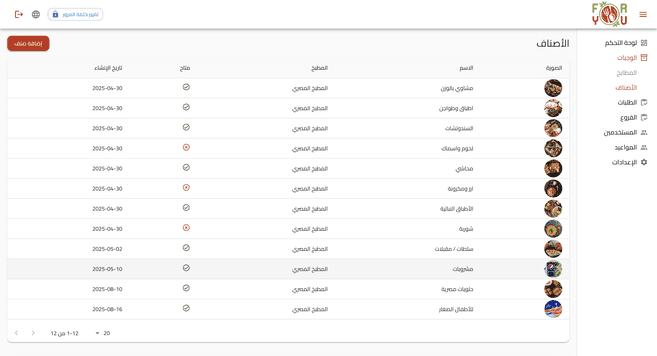 تغيير كلمة المرور
FOR
YOU
لوحة التحكم
الوجبات
المطابخ
الأصناف
الطلبات
الفروع
المستخدمين
المواعيد
الإعدادات
الأصناف
إضافة صنف
الصورة الاسم المطبخ متاح تاريخ الإنشاء
مشاوي بالوزن المطبخ المصري 2025-04-30
اطباق وطواجن المطبخ المصري 2025-04-30
السندوتشات المطبخ المصري 2025-04-30
لحوم واسماك المطبخ المصري 2025-04-30
محاشي المطبخ المصري 2025-04-30
ارز ومكرونة المطبخ المصري 2025-04-30
الأطباق النباتية المطبخ المصري 2025-04-30
شوربة المطبخ المصري 2025-04-30
سلطات / مقبلات المطبخ المصري 2025-05-02
مشروبات المطبخ المصري 2025-05-10
حلويات مصرية المطبخ المصري 2025-08-10
للأطفال الصغار المطبخ المصري 2025-08-16
20 1-12 من 12